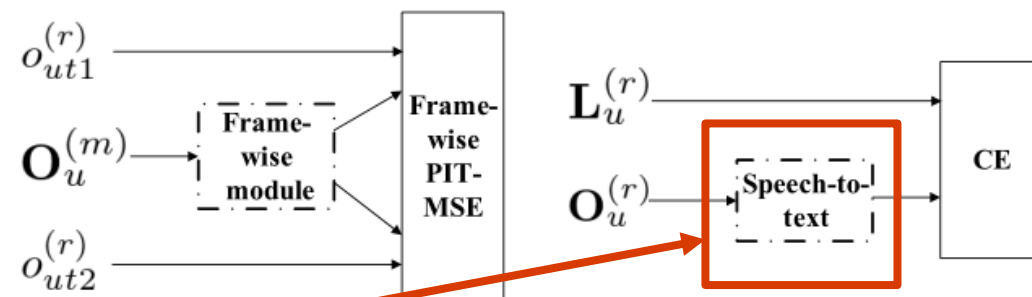 o_{ut1}^{(r)}
O_u^{(m)}
o_{ut2}^{(r)}
Frame-
wise
module
Frame-
wise
PIT-
MSE
L_u^{(r)}
O_u^{(r)}
Speech-to-
text
CE